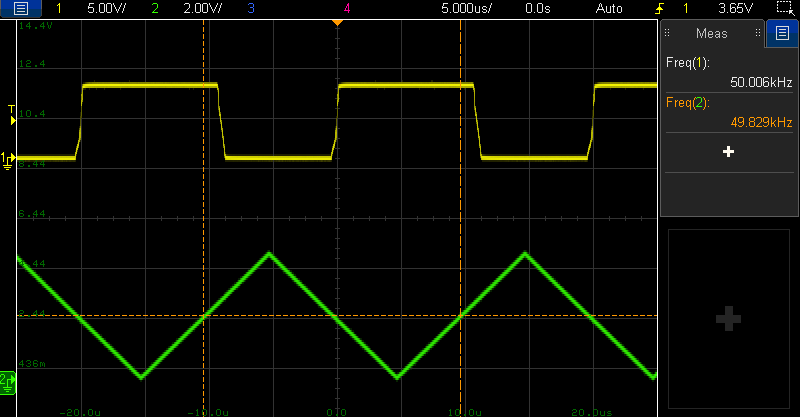 1 5.00V/ 2 2.00V/ 3 4 5.000us/ 0.0s Auto 1 3.65V
14.4V
Meas
Freq(1):
12.4
50.006kHz
Freq(2):
T
10.4
49.829kHz
1
8.44
6.44
4.44
2.44
436m
2
-20.0u -10.0u 0.0 10.0u 20.0us